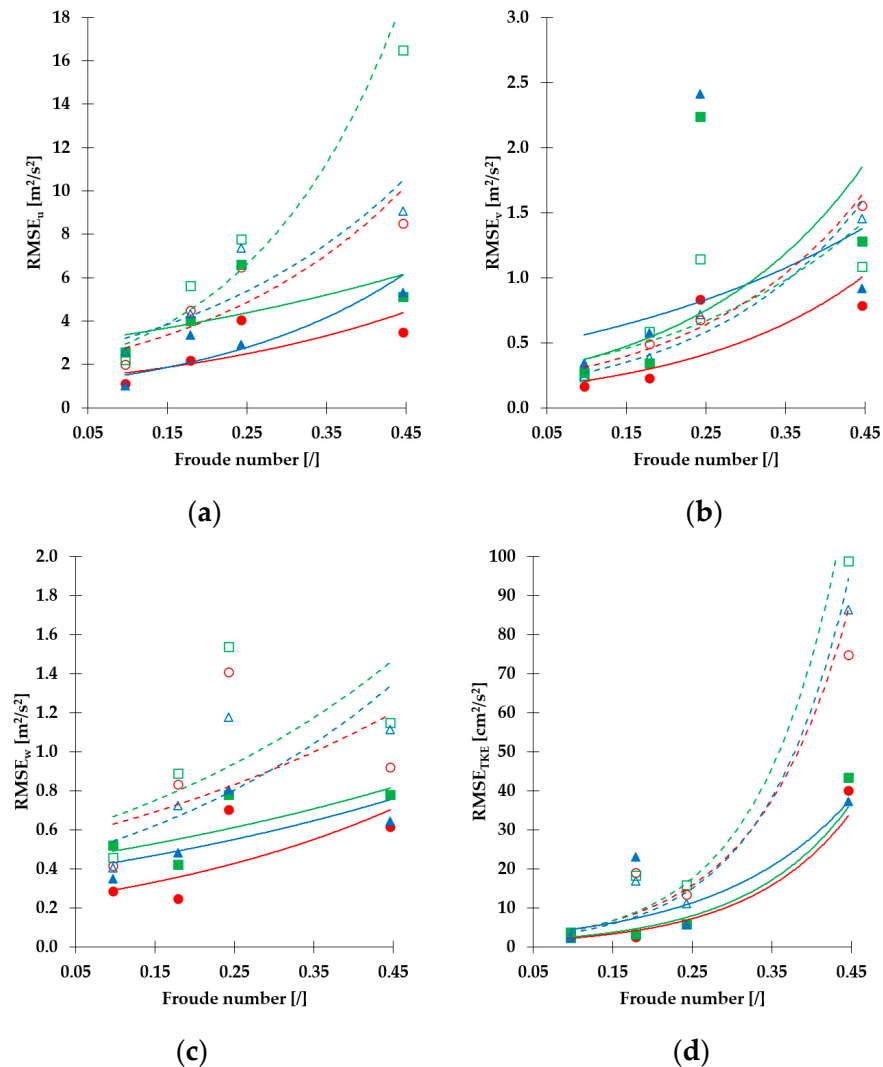 18
16
14
12
10
8
6
4
2
0
RMSEᵤ [m²/s²]
0.05 0.15 0.25 0.35 0.45
Froude number [/]
(a)
3.0
2.5
2.0
1.5
1.0
0.5
0.0
RMSEᵥ [m²/s²]
0.05 0.15 0.25 0.35 0.45
Froude number [/]
(b)
2.0
1.8
1.6
1.4
1.2
1.0
0.8
0.6
0.4
0.2
0.0
RMSE_w [m²/s²]
0.05 0.15 0.25 0.35 0.45
Froude number [/]
(c)
100
90
80
70
60
50
40
30
20
10
0
RMSE_TKE [cm²/s²]
0.05 0.15 0.25 0.35 0.45
Froude number [/]
(d)